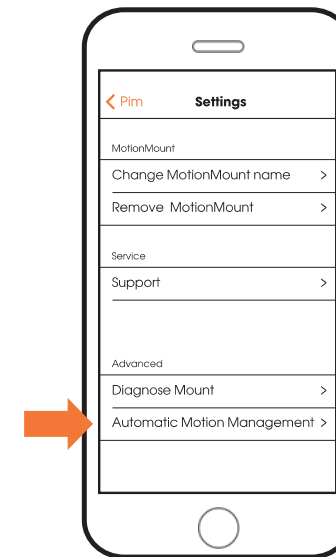 Pim Settings
MotionMount
Change MotionMount name
Remove MotionMount
Service
Support
Advanced
Diagnose Mount
Automatic Motion Management